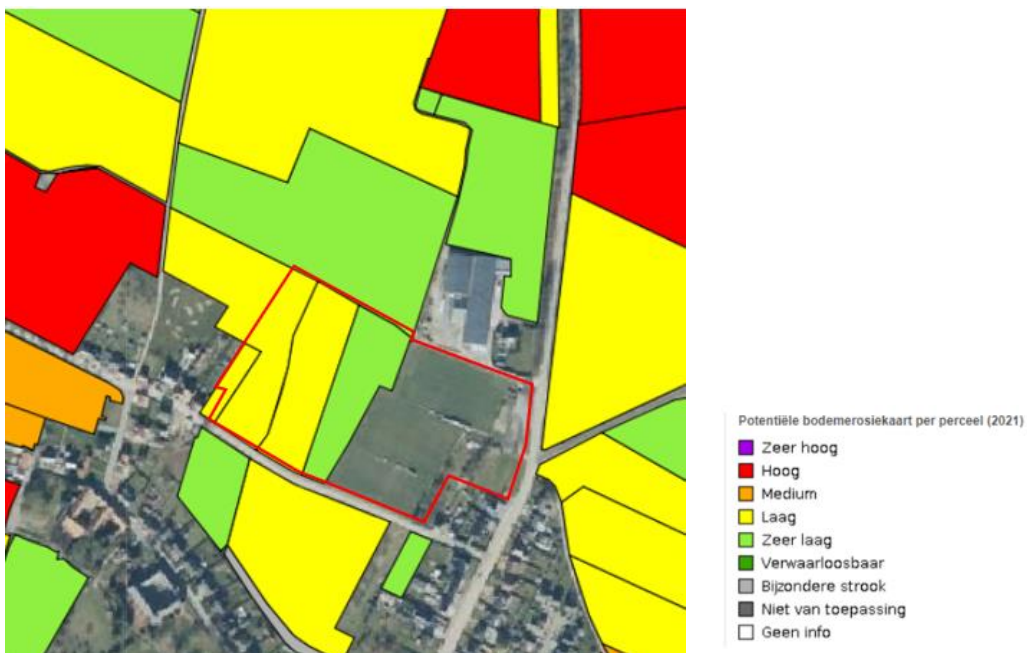 Potentiële bodemerosiekaart per perceel (2021)
Zeer hoog
Hoog
Medium
Laag
Zeer laag
Verwaarloosbaar
Bijzondere strook
Niet van toepassing
Geen info